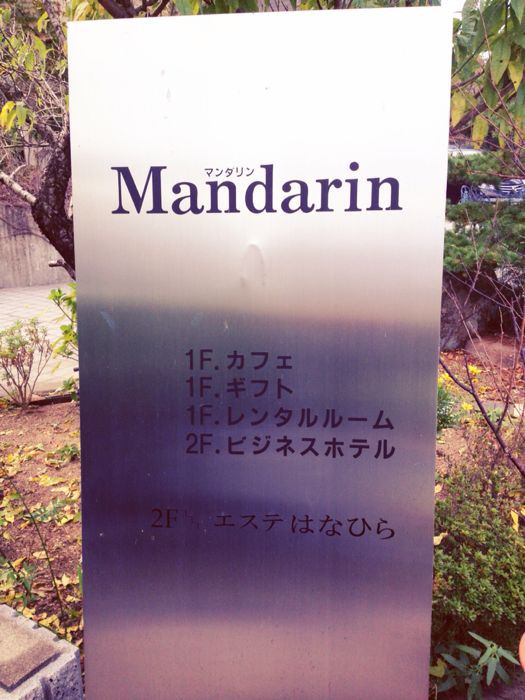 マンダリン
Mandarin
1F.カフェ
1F.ギフト
1F.レンタルルーム
2F.ビジネスホテル
2F エステはなひら